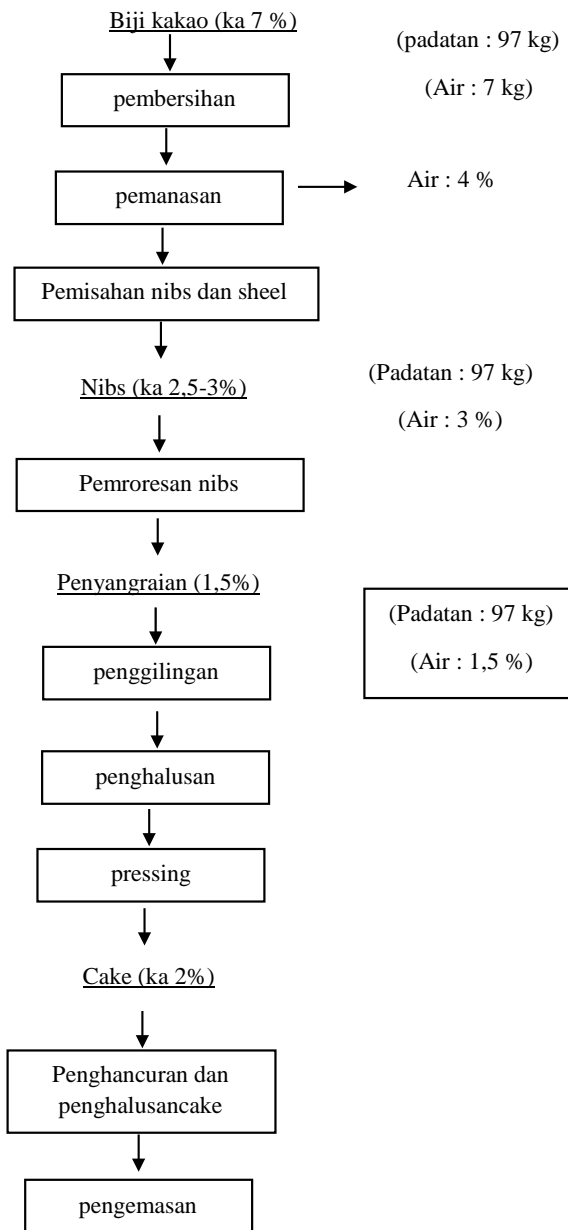 Biji kakao (ka 7 %)
(padatan : 97 kg)
(Air : 7 kg)
pembersihan
pemanasan
Air : 4 %
Pemisahan nibs dan sheel
Nibs (ka 2,5-3%)
(Padatan : 97 kg)
(Air : 3 %)
Pemroresan nibs
Penyangraian (1,5%)
(Padatan : 97 kg)
(Air : 1,5 %)
penggilingan
penghalusan
pressing
Cake (ka 2%)
Penghancuran dan
penghalusancake
pengemasan